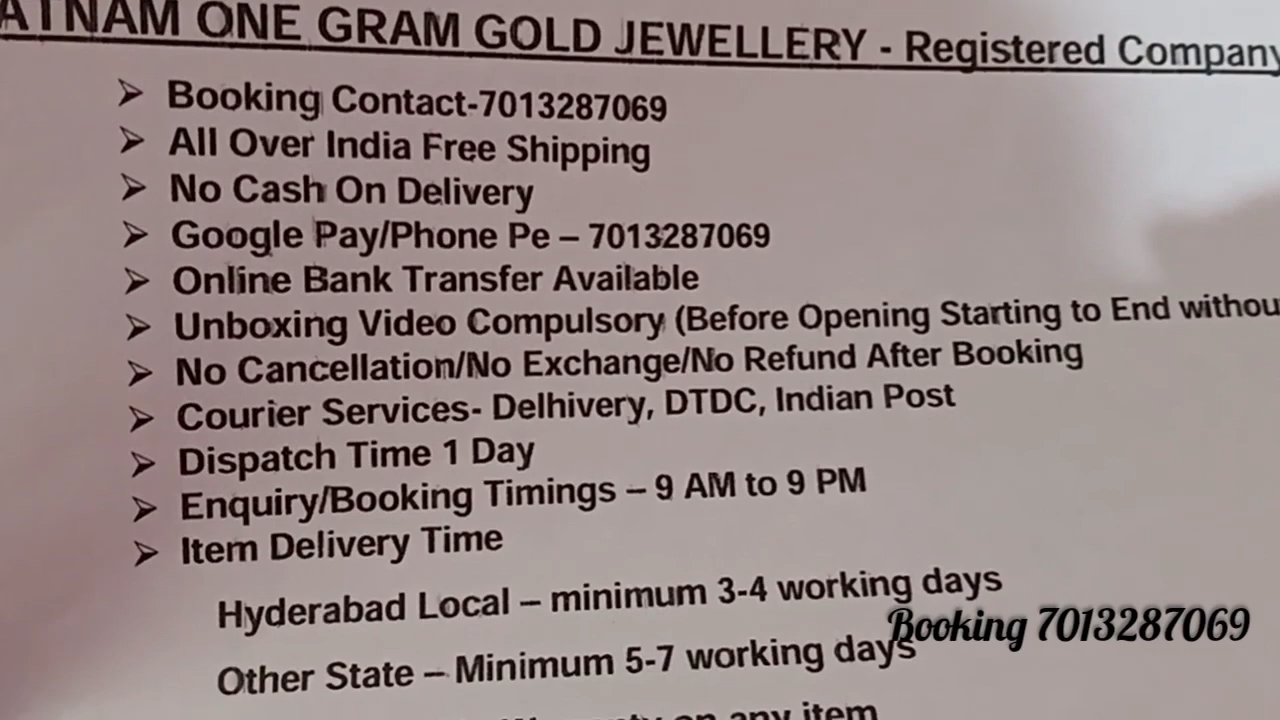 ATNAM ONE GRAM GOLD JEWELLERY - Registered Company
➢ Booking Contact-7013287069
➢ All Over India Free Shipping
➢ No Cash On Delivery
➢ Google Pay/Phone Pe – 7013287069
➢ Online Bank Transfer Available
➢ Unboxing Video Compulsory (Before Opening Starting to End withou
➢ No Cancellation/No Exchange/No Refund After Booking
➢ Courier Services- Delhivery, DTDC, Indian Post
➢ Dispatch Time 1 Day
➢ Enquiry/Booking Timings – 9 AM to 9 PM
➢ Item Delivery Time
Hyderabad Local – minimum 3-4 working days
Booking 7013287069
Other State – Minimum 5-7 working days
on any item